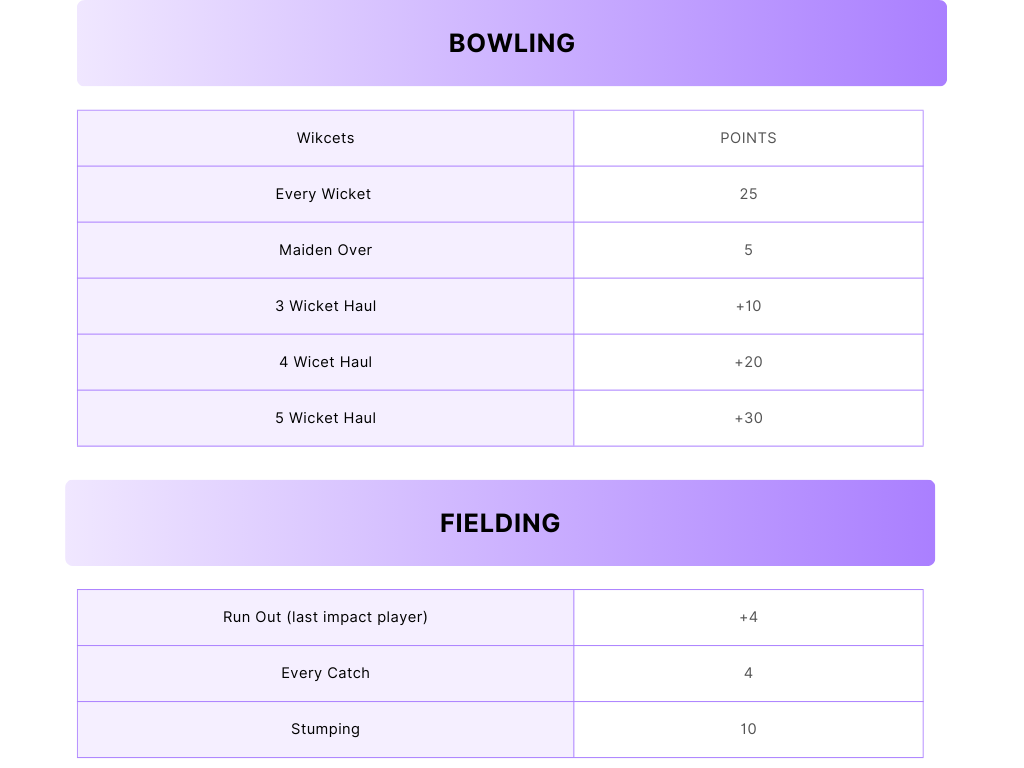 BOWLING
Wikcets POINTS
Every Wicket 25
Maiden Over 5
3 Wicket Haul +10
4 Wicet Haul +20
5 Wicket Haul +30
FIELDING
Run Out (last impact player) +4
Every Catch 4
Stumping 10